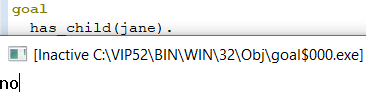 goal
has_child(jane).
[Inactive C:\VIP52\BIN\WIN\32\Obj\goal$000.exe]
no